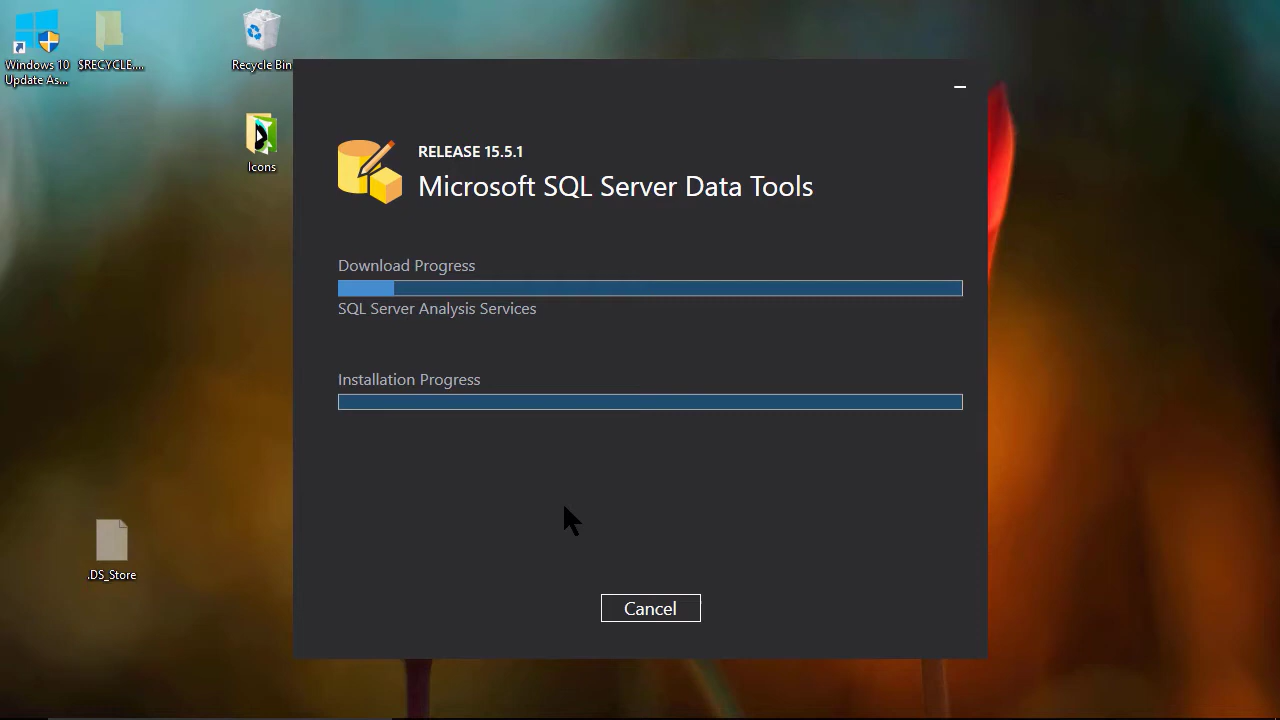 Windows 10
Update As...
$RECYCLE....
Recycle Bin
Icons
RELEASE 15.5.1
Microsoft SQL Server Data Tools
Download Progress
SQL Server Analysis Services
Installation Progress
.DS_Store
Cancel